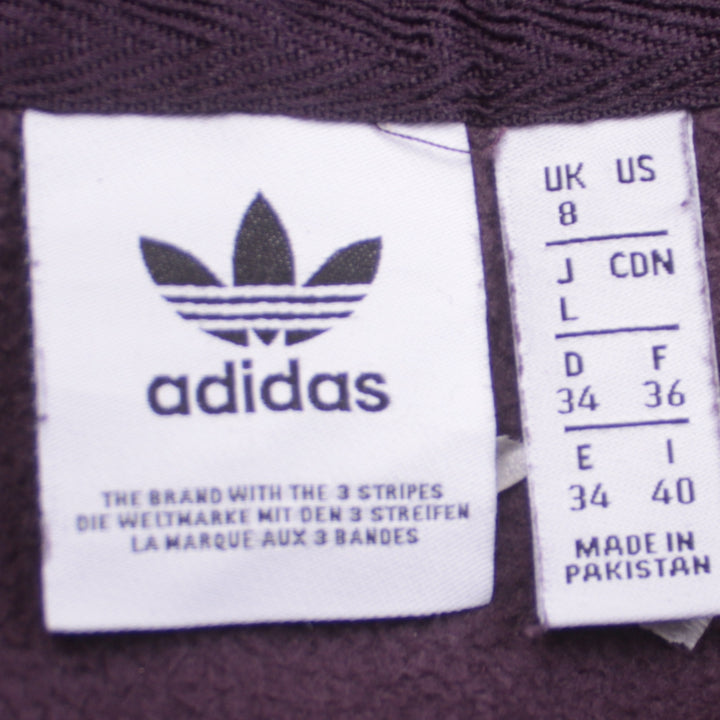 adidas
THE BRAND WITH THE 3 STRIPES
DIE WELTMARKE MIT DEN 3 STREIFEN
LA MARQUE AUX 3 BANDES
UK US
8
J CDN
L
D F
34 36
E I
34 40
MADE IN
PAKISTAN